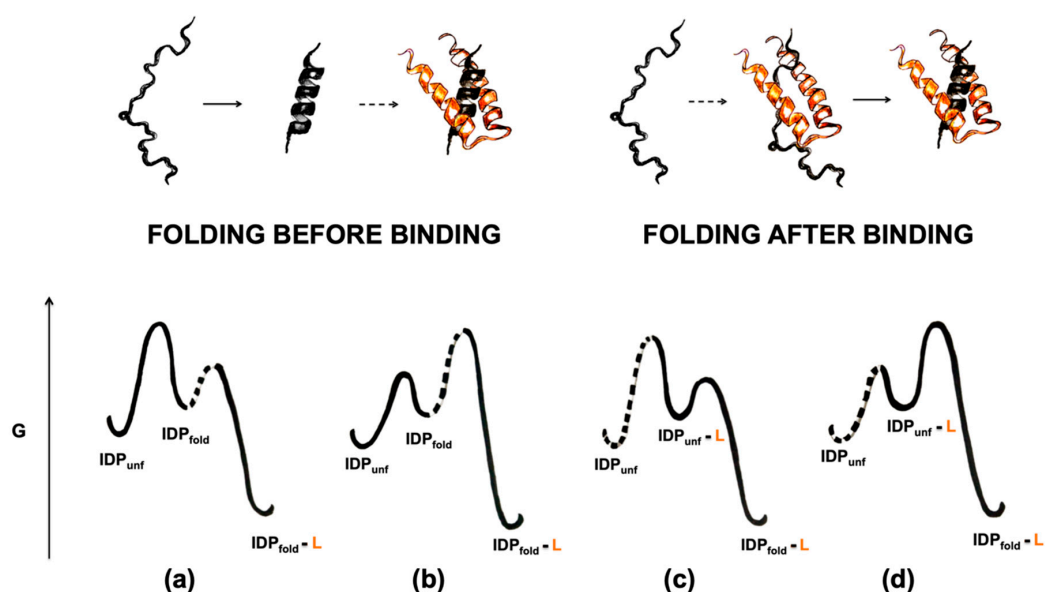 FOLDING BEFORE BINDING
FOLDING AFTER BINDING
G
IDPunf
IDPfold
IDPfold - L
IDPunf
IDPfold
IDPfold - L
IDPunf
IDPunf - L
IDPfold - L
IDPunf
IDPunf - L
IDPfold - L
(a)
(b)
(c)
(d)